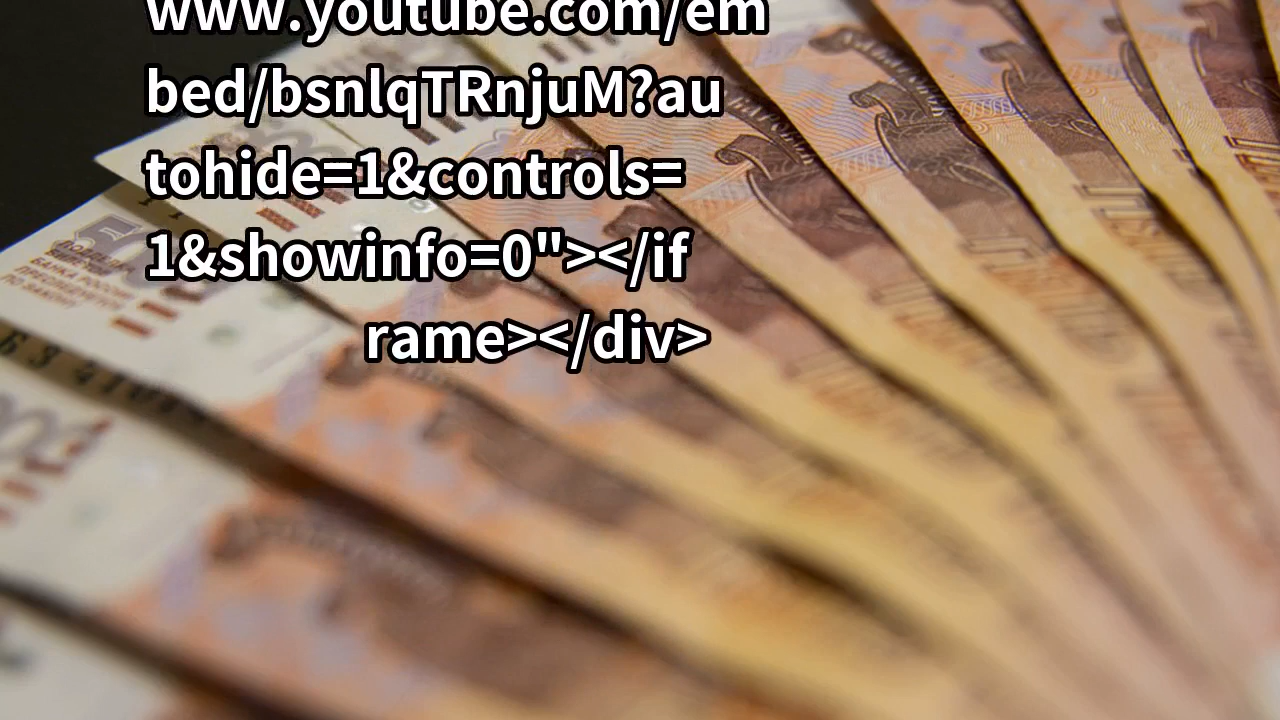 www.youtube.com/em
bed/bsnlqTRnjuM?au
tohide=1&controls=
1&showinfo=0"></if
rame></div>